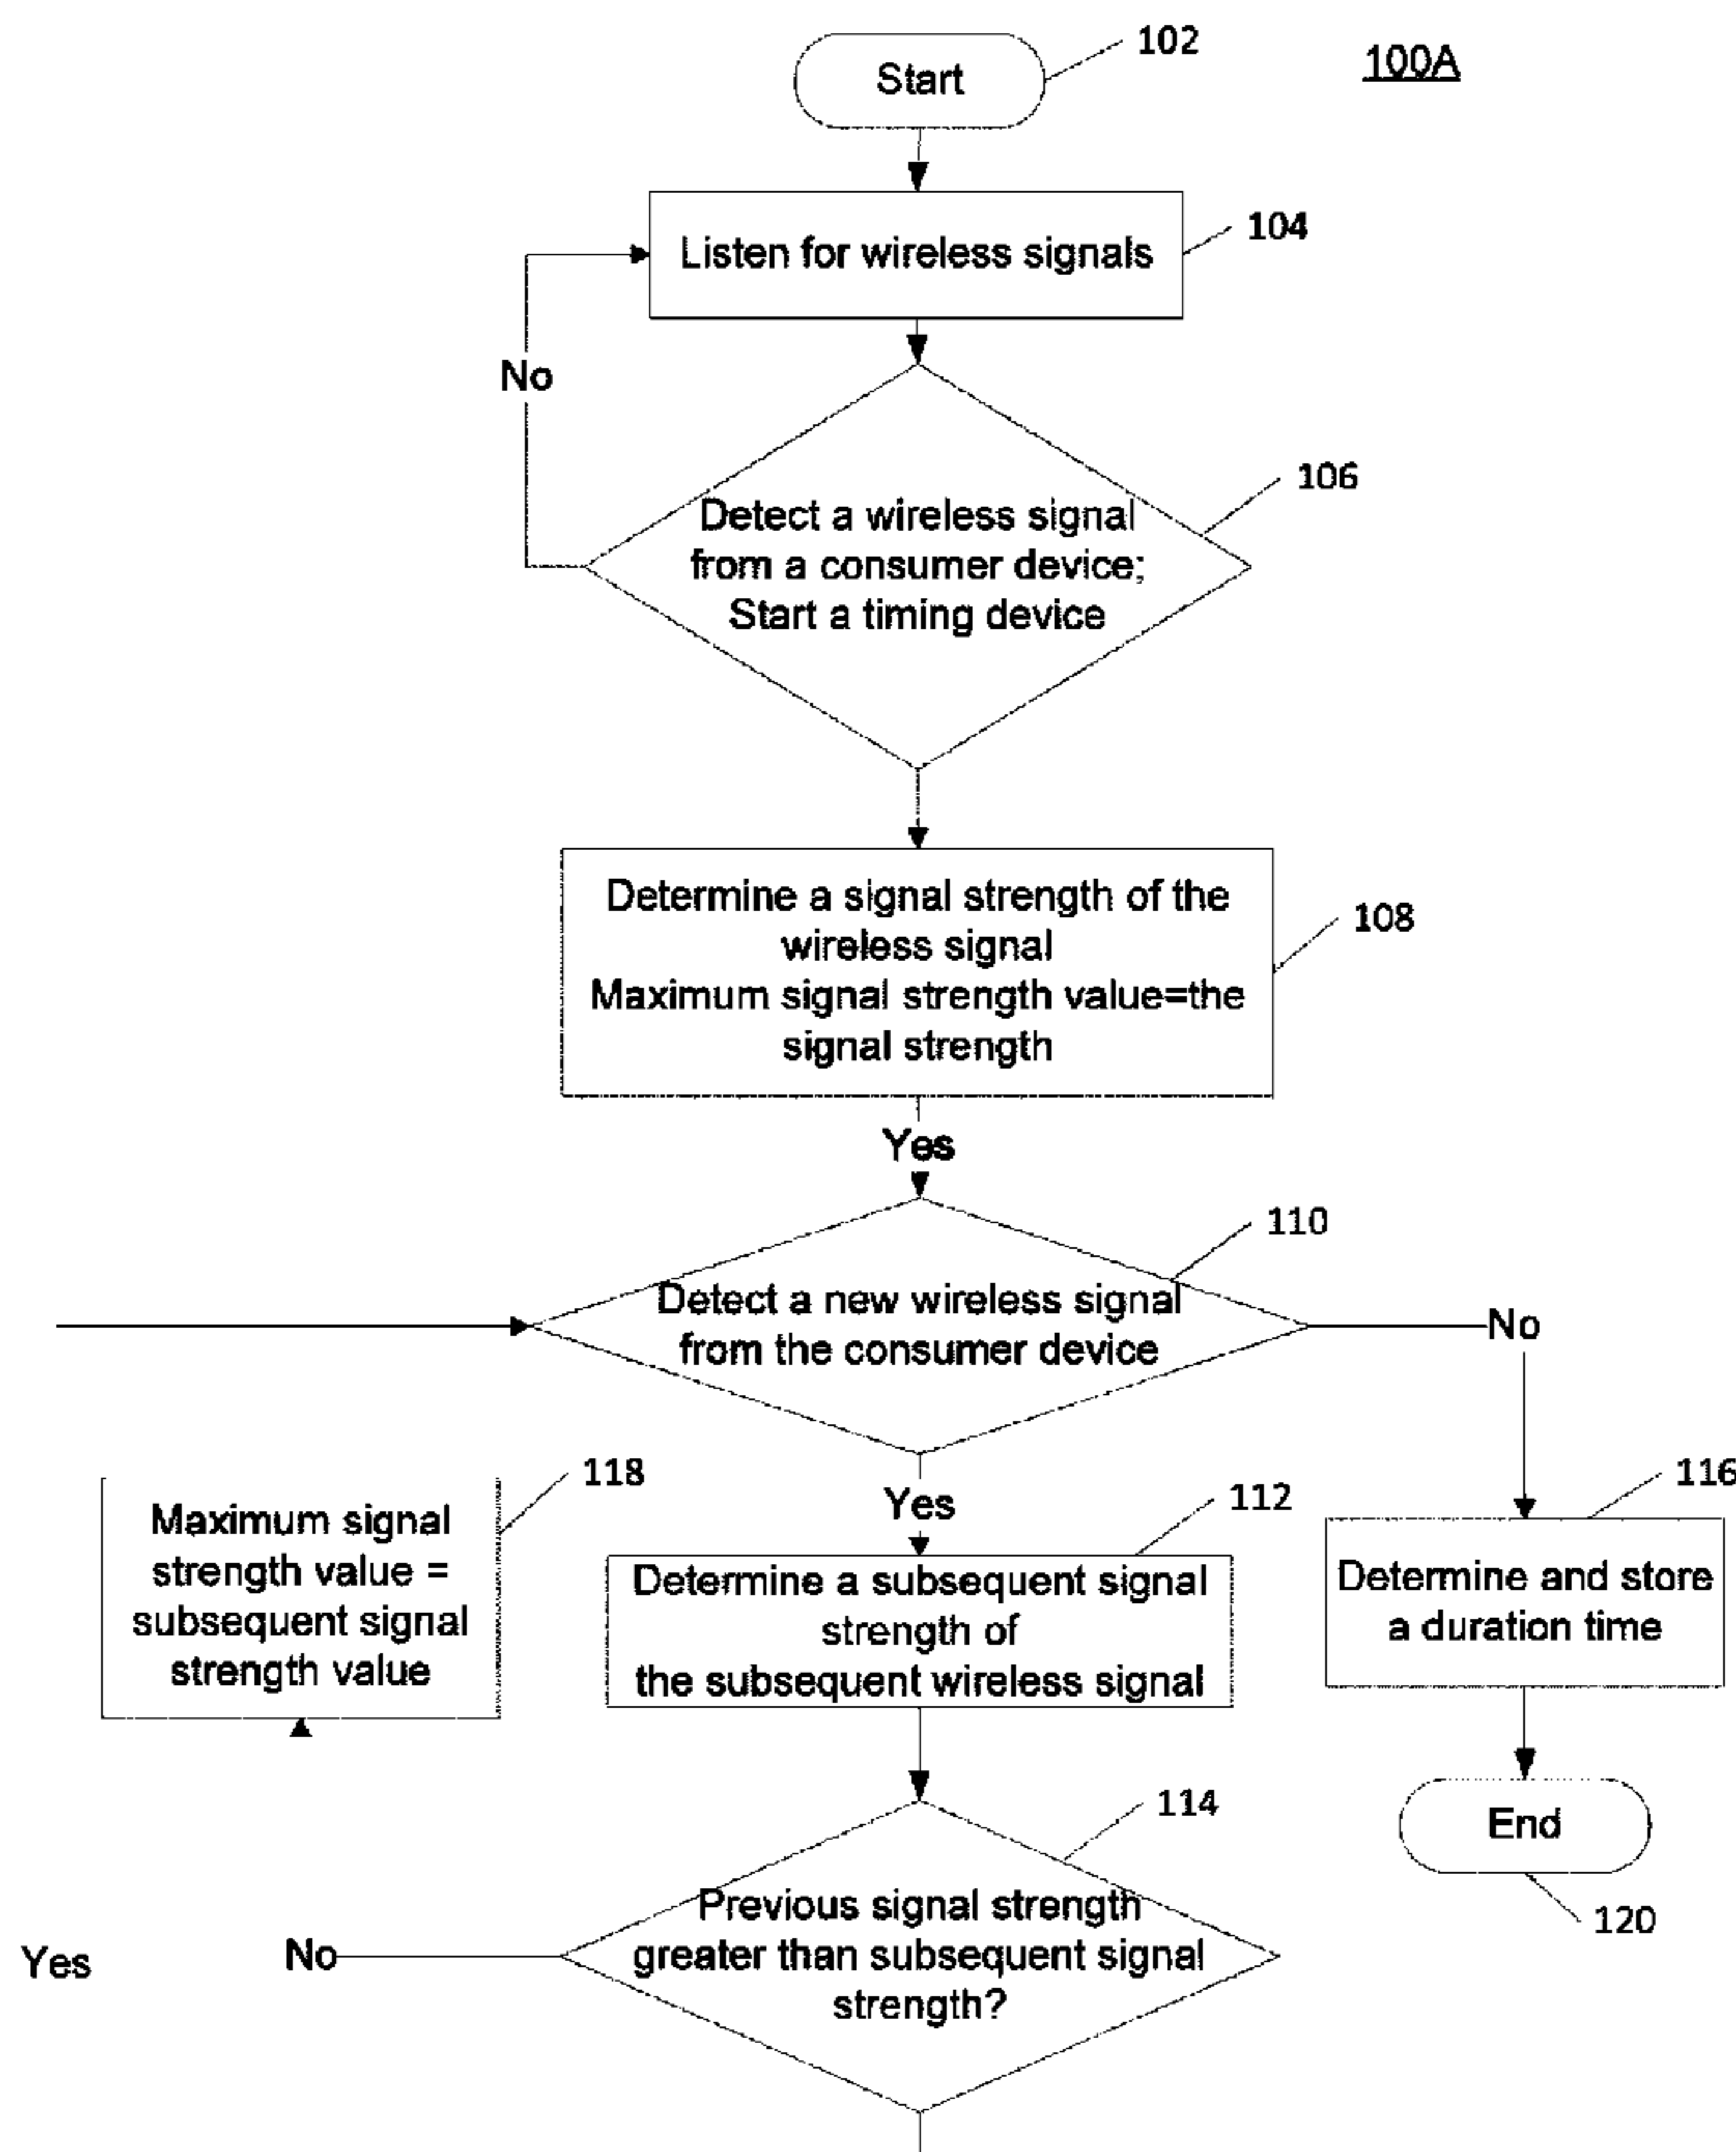 102
100A
Start
104
Listen for wireless signals
No
106
Detect a wireless signal
from a consumer device;
Start a timing device
Determine a signal strength of the
wireless signal
Maximum signal strength value=the
signal strength
108
Yes
110
Detect a new wireless signal
from the consumer device
No
118
Maximum signal
strength value =
subsequent signal
strength value
Yes
112
Determine a subsequent signal
strength of
the subsequent wireless signal
116
Determine and store
a duration time
114
End
120
Previous signal strength
greater than subsequent signal
strength?
No
Yes